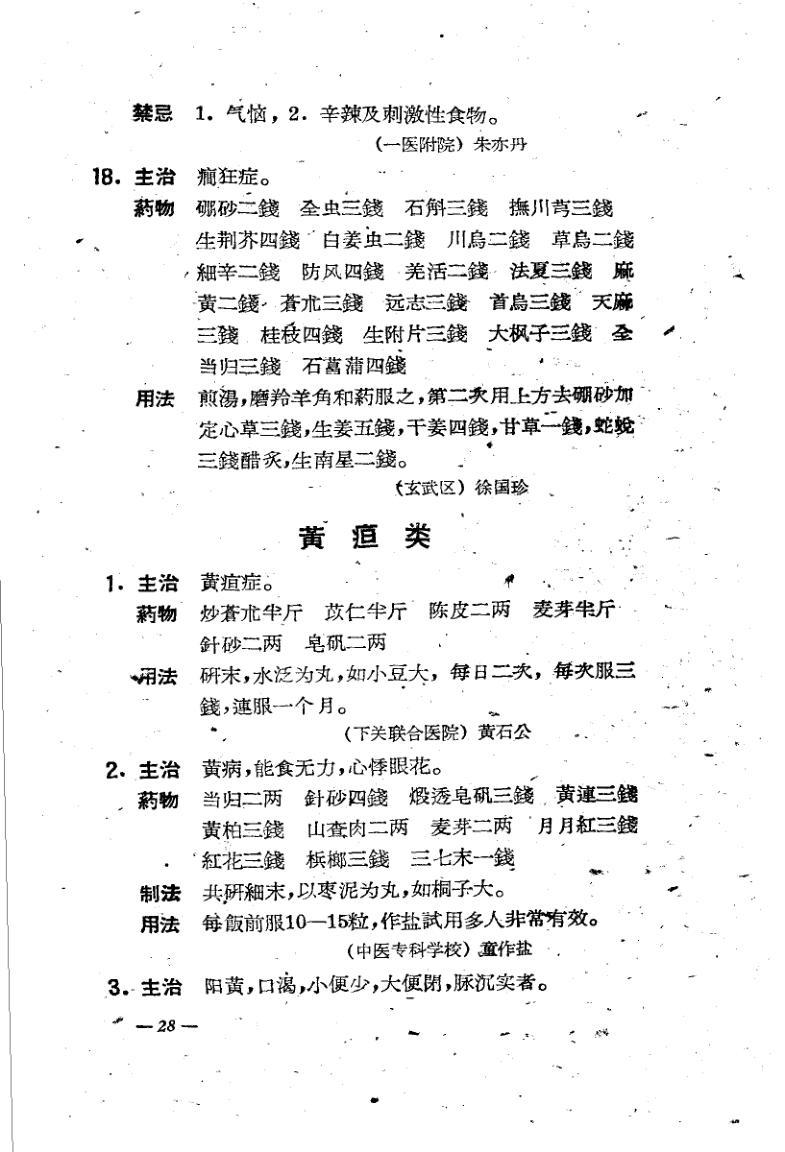 禁忌 1. 气恼，2. 辛辣及刺激性食物。
(一医附院) 朱亦丹
18. 主治 癎狂症。
葯物 硼砂二錢 全虫三錢 石斛三錢 撫川芎三錢
生荆芥四錢 白姜虫二錢 川烏二錢 草烏二錢
細辛二錢 防风四錢 羌活二錢 法夏三錢 麻
黄二錢 蒼朮三錢 远志三錢 首烏三錢 天麻
三錢 桂枝四錢 生附片三錢 大枫子三錢 全
当归三錢 石菖蒲四錢
用法 煎湯，磨羚羊角和葯服之，第二次用上方去硼砂加
定心草三錢，生姜五錢，干姜四錢，甘草一錢，蛇蛻
三錢醋炙，生南星二錢。
(玄武区) 徐国珍
黄疸类
1. 主治 黄疸症。
葯物 炒蒼朮半斤 苡仁半斤 陈皮二两 麦芽半斤
針砂二两 皂矾二两
用法 研末，水泛为丸，如小豆大，每日二次，每次服三
錢，連服一个月。
(下关联合医院) 黄石公
2. 主治 黄病，能食无力，心悸眼花。
葯物 当归二两 針砂四錢 煅透皂矾三錢 黄連三錢
黄柏三錢 山查肉二两 麦芽二两 月月紅三錢
紅花三錢 槟榔三錢 三七末一錢
制法 共研細末，以枣泥为丸，如桐子大。
用法 每飯前服10—15粒，作盐試用多人非常有效。
(中医专科学校) 童作盐
3. 主治 阳黄，口渴，小便少，大便閉，脉沉实者。
— 28 —